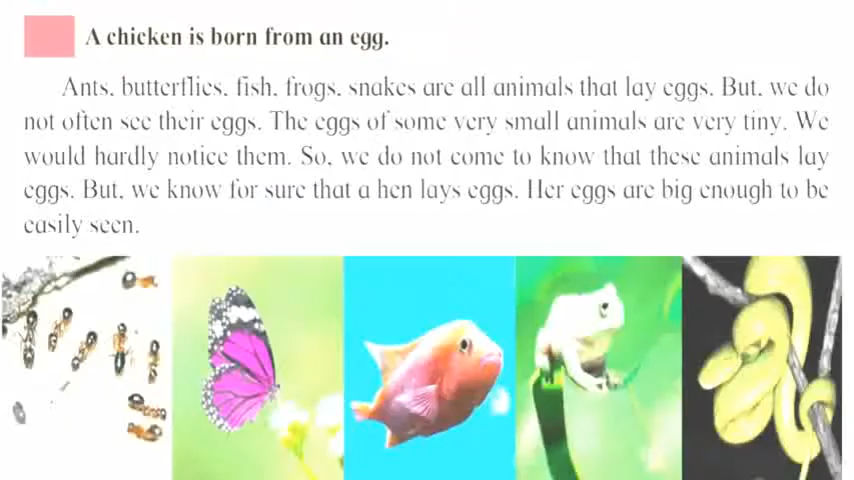 A chicken is born from an egg.
Ants, butterflies, fish, frogs, snakes are all animals that lay eggs. But, we do
not often see their eggs. The eggs of some very small animals are very tiny. We
would hardly notice them. So, we do not come to know that these animals lay
eggs. But, we know for sure that a hen lays eggs. Her eggs are big enough to be
easily seen.